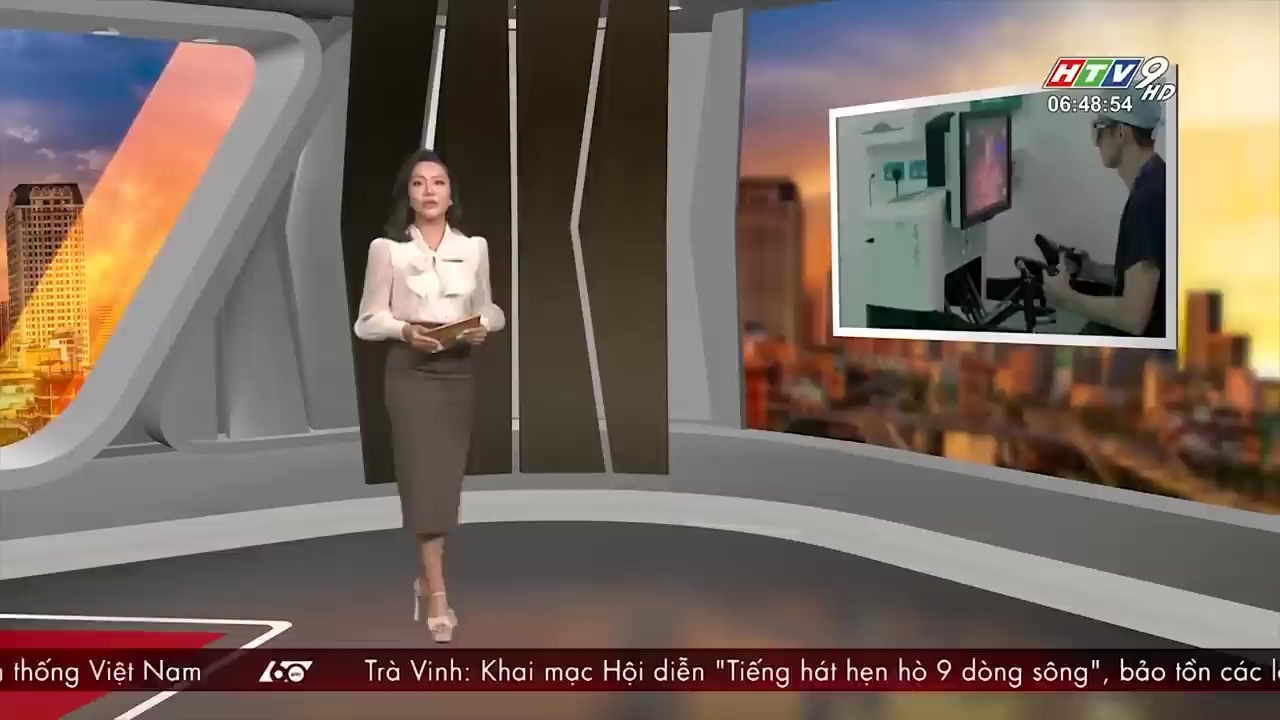 HTV9
HD
06:48:54
thống Việt Nam
60
Trà Vinh: Khai mạc Hội diễn "Tiếng hát hẹn hò 9 dòng sông", bảo tồn các